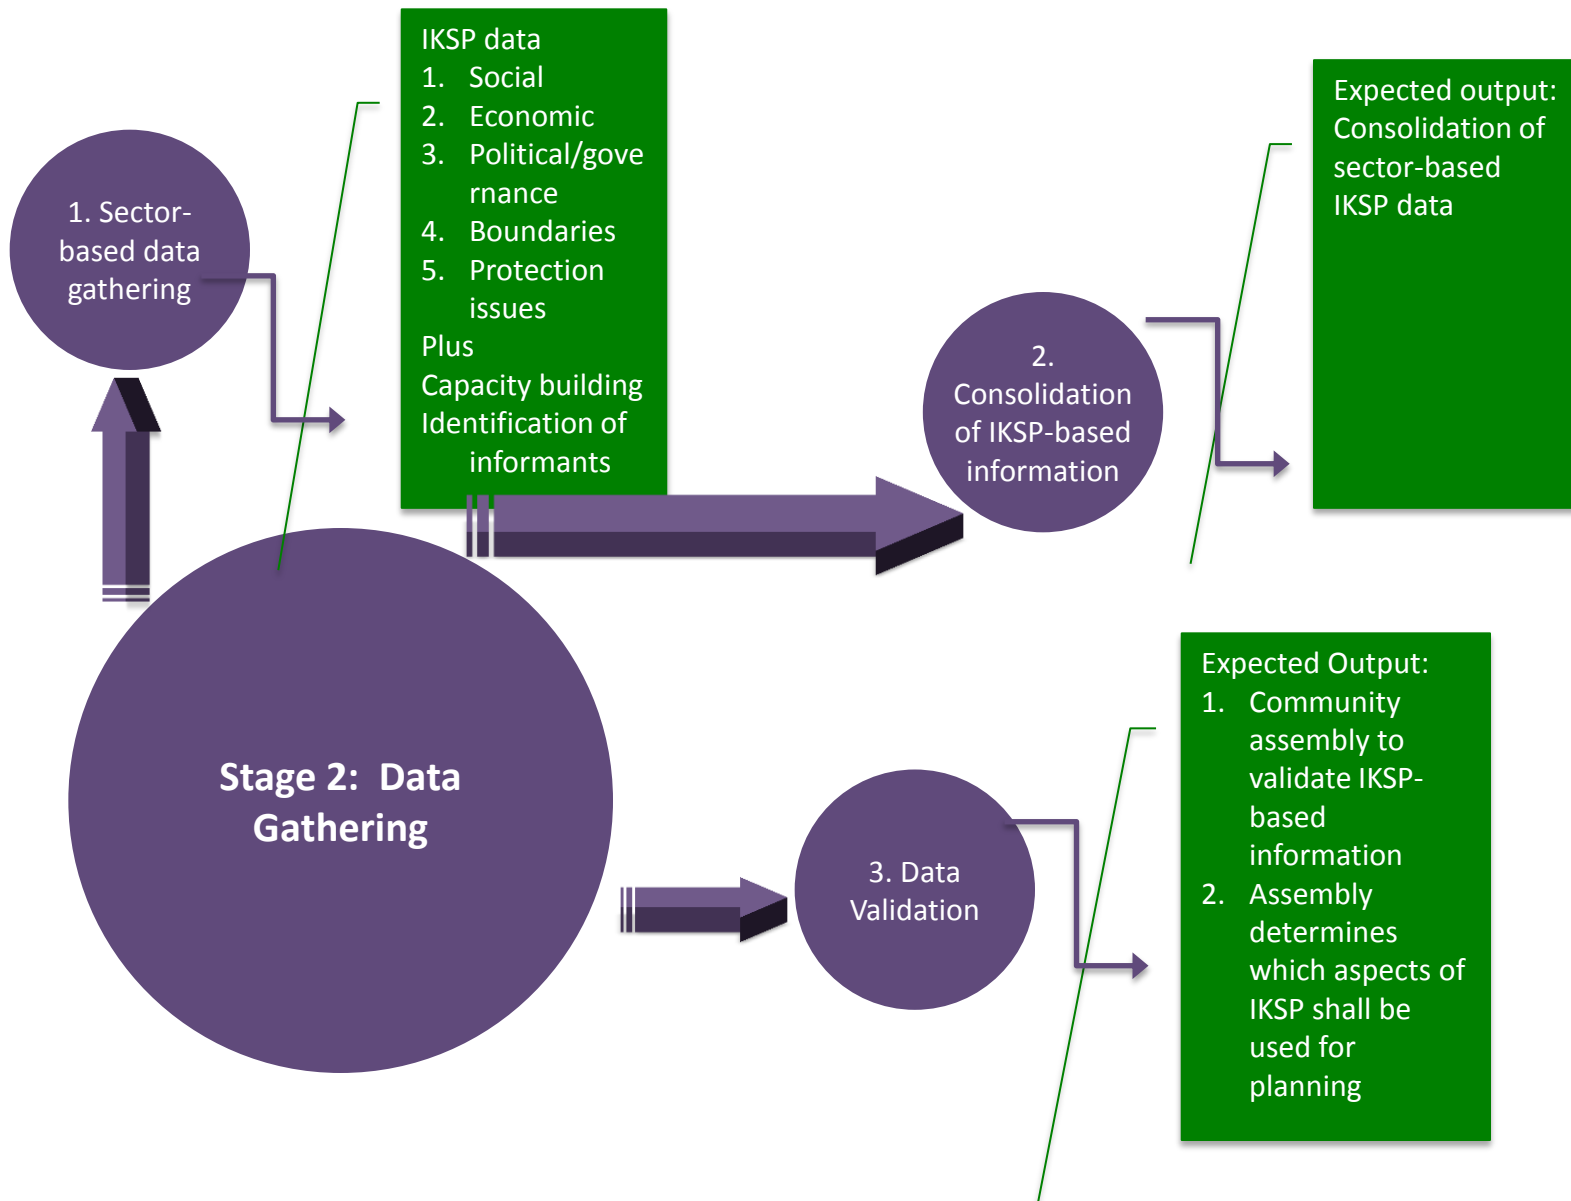 1. Sector-
based data
gathering
IKSP data
1. Social
2. Economic
3. Political/gove
rnance
4. Boundaries
5. Protection
issues
Plus
Capacity building
Identification of
informants
2.
Consolidation
of IKSP-based
information
Expected output:
Consolidation of
sector-based
IKSP data
Stage 2: Data
Gathering
3. Data
Validation
Expected Output:
1. Community
assembly to
validate IKSP-
based
information
2. Assembly
determines
which aspects of
IKSP shall be
used for
planning